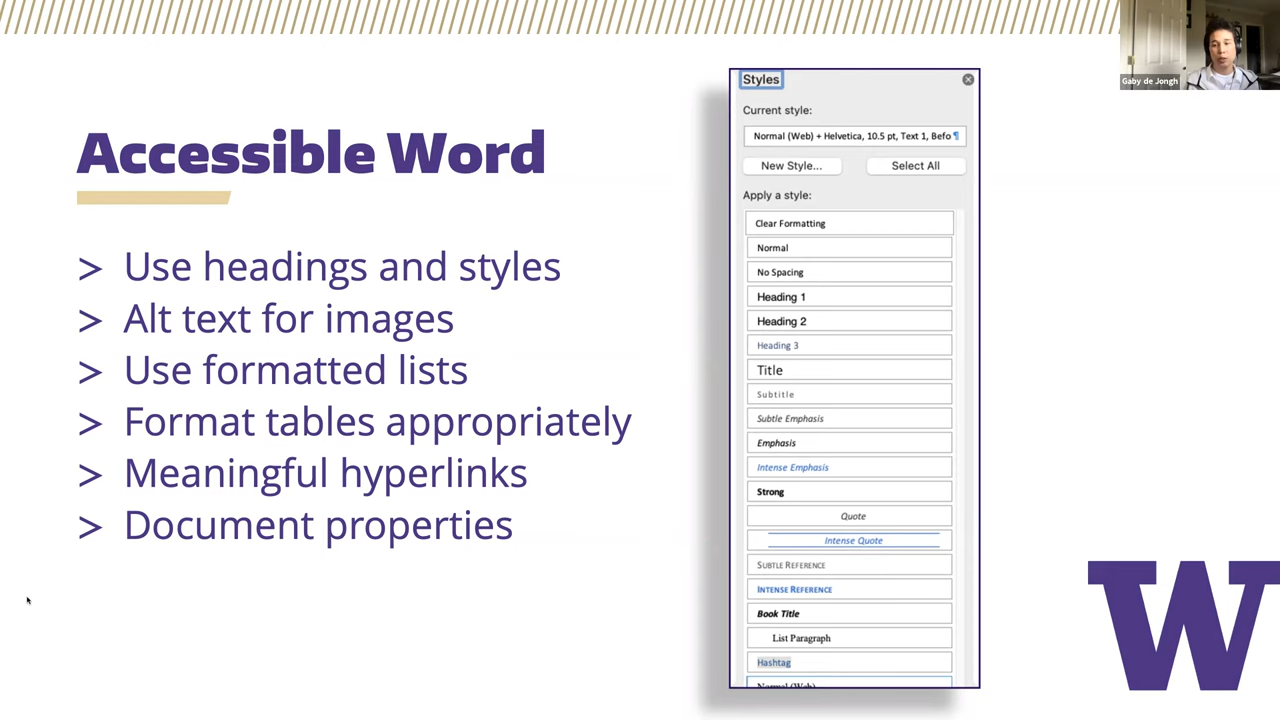 Gaby de Jongh
Accessible Word
> Use headings and styles
> Alt text for images
> Use formatted lists
> Format tables appropriately
> Meaningful hyperlinks
> Document properties
Styles
Current style:
Normal (Web) + Helvetica, 10.5 pt, Text 1, Befo ¶
New Style...
Select All
Apply a style:
Clear Formatting
Normal
No Spacing
Heading 1
Heading 2
Heading 3
Title
Subtitle
Subtle Emphasis
Emphasis
Intense Emphasis
Strong
Quote
Intense Quote
Subtle Reference
Intense Reference
Book Title
List Paragraph
Hashtag
Normal (Web)
W